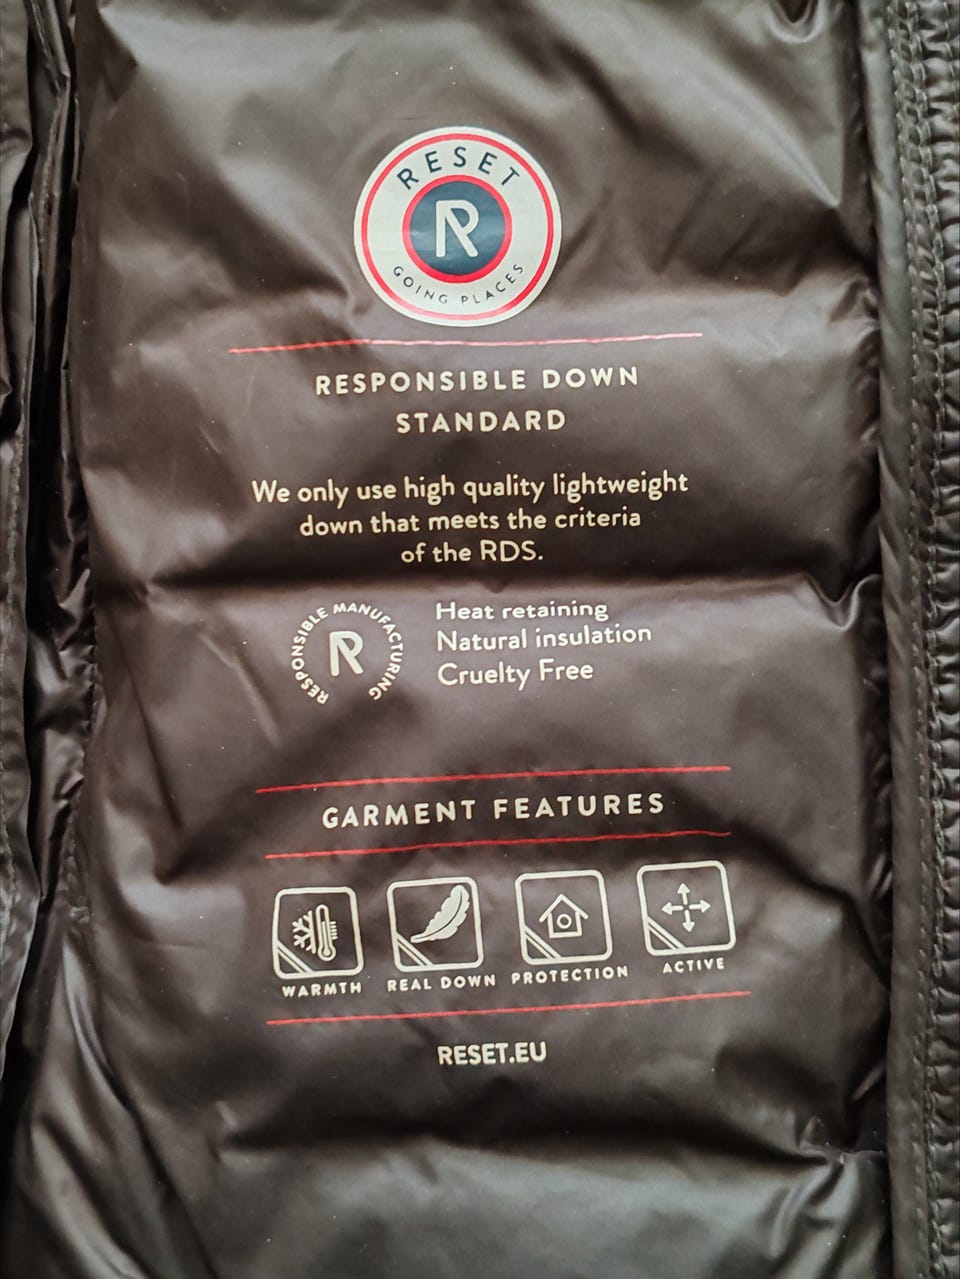 RESET
R
GOING PLACES
RESPONSIBLE DOWN
STANDARD
We only use high quality lightweight
down that meets the criteria
of the RDS.
RESPONSIBLE MANUFACTURING
R
Heat retaining
Natural insulation
Cruelty Free
GARMENT FEATURES
WARMTH REAL DOWN PROTECTION ACTIVE
RESET.EU